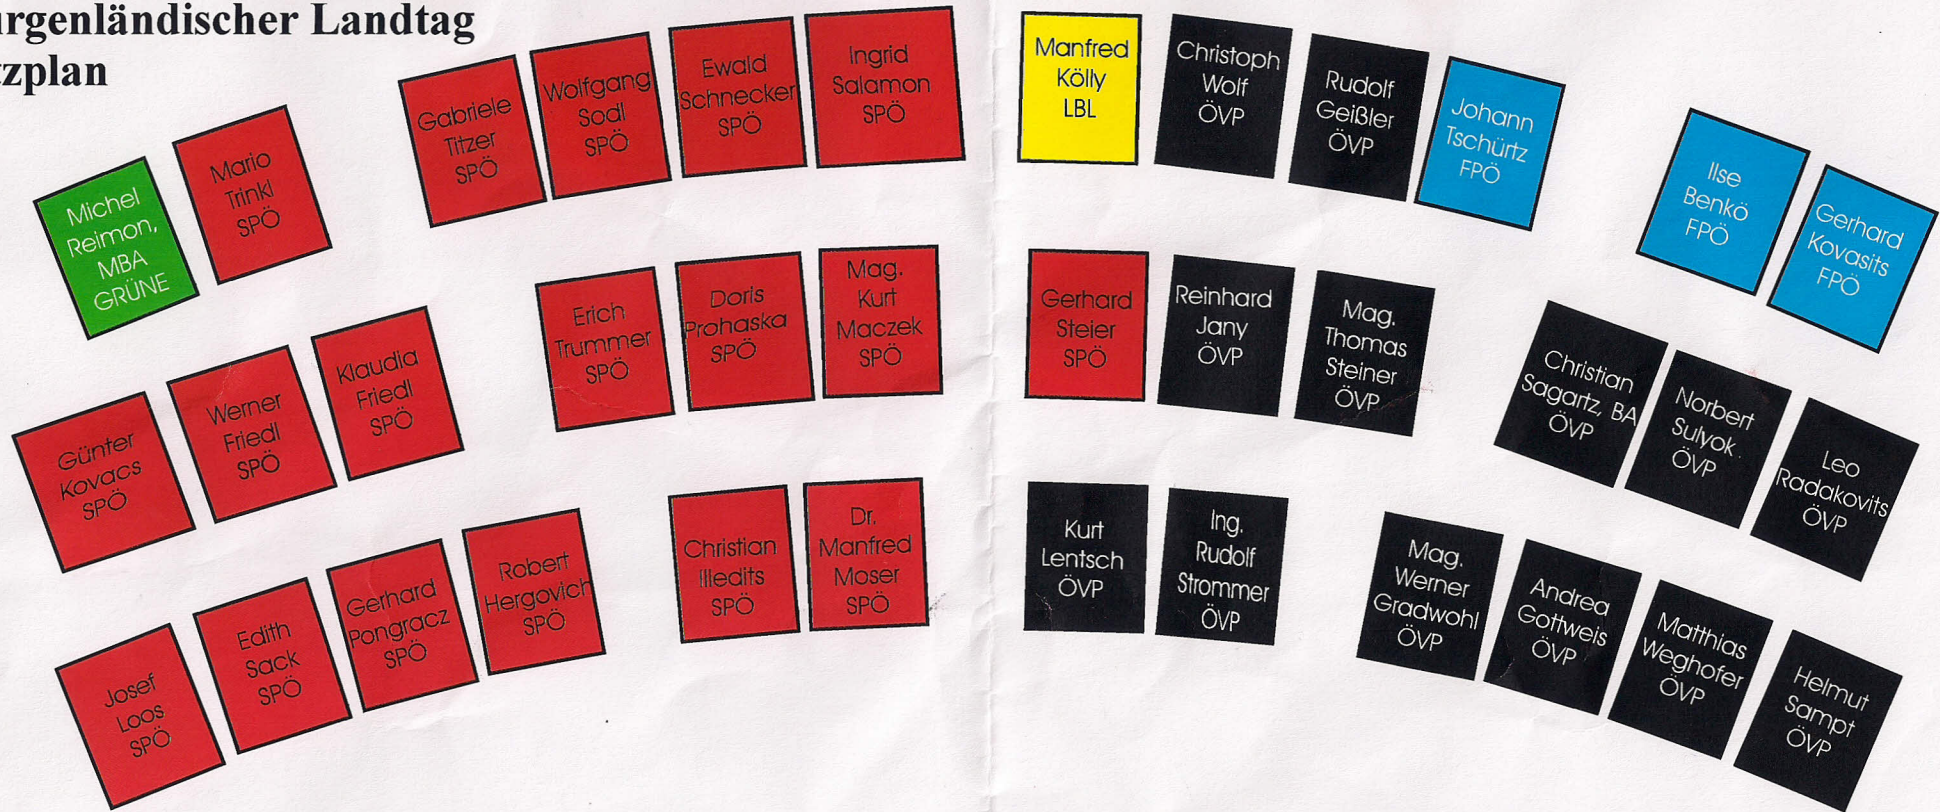 urgenländischer Landtag
tzplan
Michel
Reimon,
MBA
GRÜNE
Mario
Trinkl
SPÖ
Gabriele
Titzer
SPÖ
Wolfgang
Sodl
SPÖ
Ewald
Schnecker
SPÖ
Ingrid
Salamon
SPÖ
Manfred
Kölly
LBL
Christoph
Wolf
ÖVP
Rudolf
Geißler
ÖVP
Johann
Tschürtz
FPÖ
Ilse
Benkö
FPÖ
Gerhard
Kovasits
FPÖ
Günter
Kovacs
SPÖ
Werner
Friedl
SPÖ
Klaudia
Friedl
SPÖ
Erich
Trummer
SPÖ
Doris
Prohaska
SPÖ
Mag.
Kurt
Maczek
SPÖ
Gerhard
Steier
SPÖ
Reinhard
Jany
ÖVP
Mag.
Thomas
Steiner
ÖVP
Christian
Sagartz, BA
ÖVP
Norbert
Sulyok
ÖVP
Leo
Radakovits
ÖVP
Josef
Loos
SPÖ
Edith
Sack
SPÖ
Gerhard
Pongracz
SPÖ
Robert
Hergovich
SPÖ
Christian
Illedits
SPÖ
Dr.
Manfred
Moser
SPÖ
Kurt
Lentsch
ÖVP
Ing.
Rudolf
Strommer
ÖVP
Mag.
Werner
Gradwohl
ÖVP
Andrea
Gottweis
ÖVP
Matthias
Weghofer
ÖVP
Helmut
Sampt
ÖVP